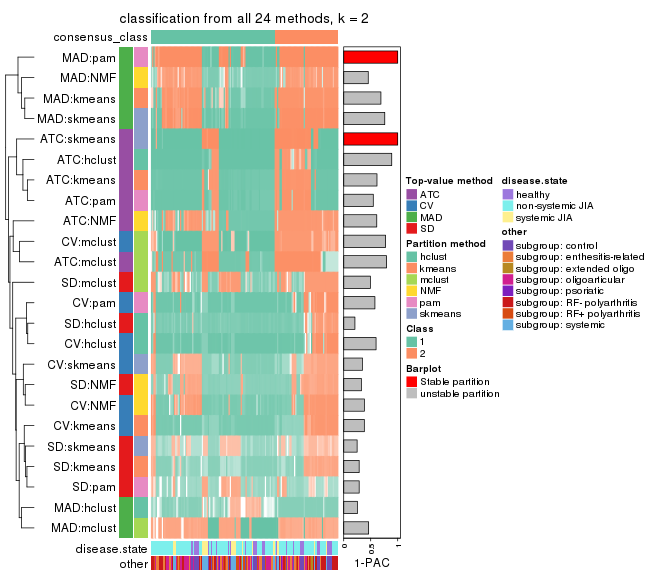 classification from all 24 methods, k = 2
consensus_class
MAD:pam
MAD:NMF
MAD:kmeans
MAD:skmeans
ATC:skmeans
ATC:hclust
ATC:kmeans
ATC:pam
ATC:NMF
CV:mclust
ATC:mclust
SD:mclust
CV:pam
SD:hclust
CV:hclust
CV:skmeans
SD:NMF
CV:NMF
CV:kmeans
SD:skmeans
SD:kmeans
SD:pam
MAD:hclust
MAD:mclust
disease.state
other
0
0.5
1
1-PAC
Top-value method
ATC
CV
MAD
SD
Partition method
hclust
kmeans
mclust
NMF
pam
skmeans
Class
1
2
Barplot
Stable partition
unstable partition
disease.state
healthy
non-systemic JIA
systemic JIA
other
subgroup: control
subgroup: enthesitis-related
subgroup: extended oligo
subgroup: oligoarticular
subgroup: psoriatic
subgroup: RF- polyarthritis
subgroup: RF+ polyarthritis
subgroup: systemic